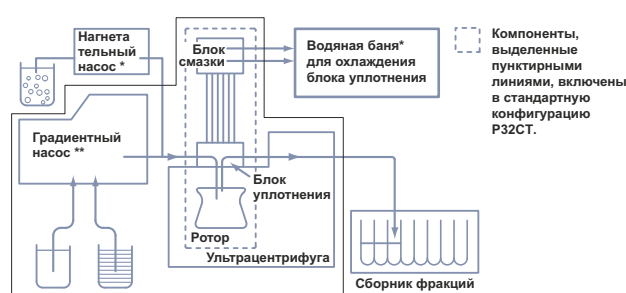 Нагнета
тельный
насос *
Блок
смазки
Водяная баня*
для охлаждения
блока уплотнения
Компоненты,
выделенные
пунктирными
линиями, включены
в стандартную
конфигурацию
P32CT.
Градиентный
насос **
Блок
уплотнения
Ротор
Ультрацентрифуга
Сборник фракций